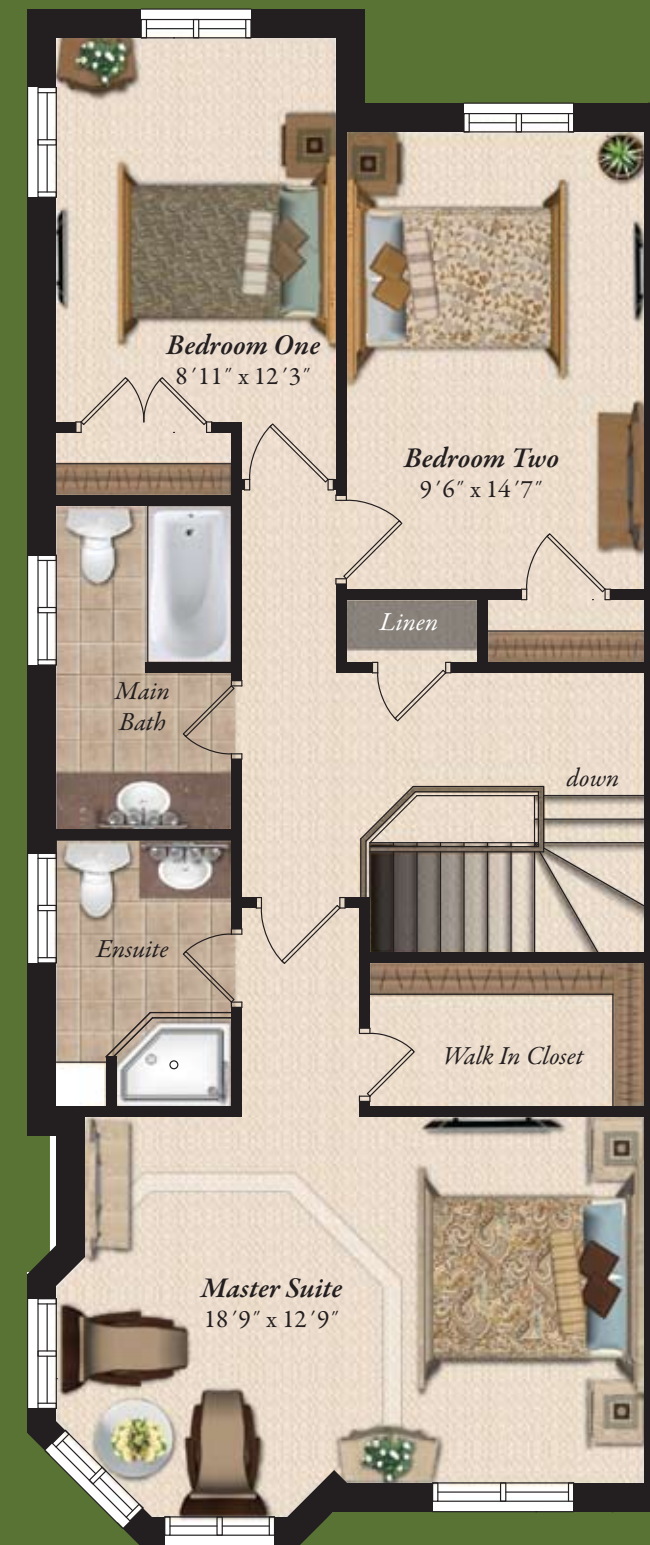 Bedroom One
8'11" x 12'3"
Bedroom Two
9'6" x 14'7"
Linen
Main
Bath
down
Ensuite
Walk In Closet
Master Suite
18'9" x 12'9"